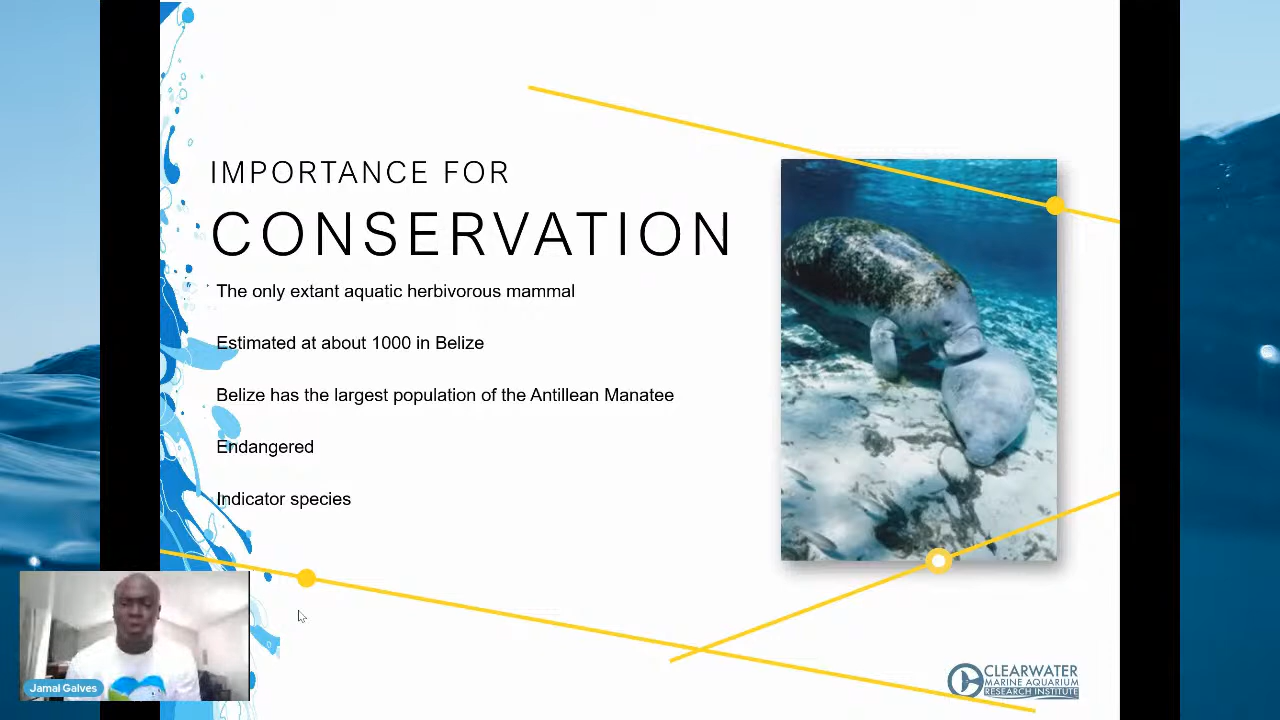 IMPORTANCE FOR
CONSERVATION
The only extant aquatic herbivorous mammal
Estimated at about 1000 in Belize
Belize has the largest population of the Antillean Manatee
Endangered
Indicator species
Jamal Galves
CLEARWATER
MARINE AQUARIUM
RESEARCH INSTITUTE